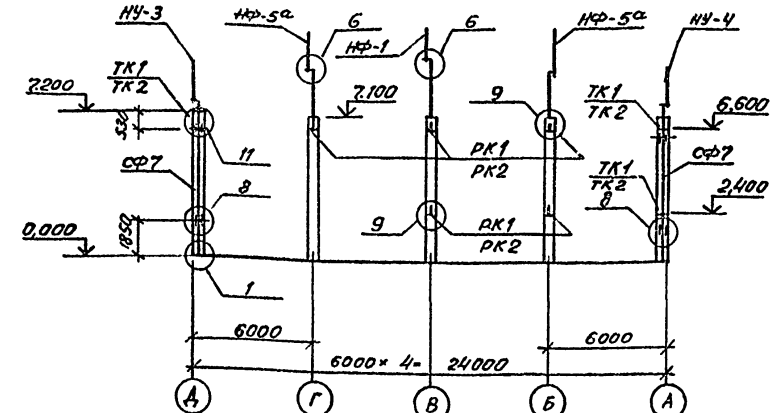 НУ-3
НФ-5а
6
НФ-1
6
НФ-5а
НУ-4
ТК1
ТК2
7.200
530
7.100
9
ТК1
ТК2
6,600
11
РК1
РК2
СФ7
СФ7
8
ТК1
ТК2
8
2,400
0,000
1850
9
РК1
РК2
1
6000
6000
6000 × 4 = 24000
Д
Г
В
Б
А